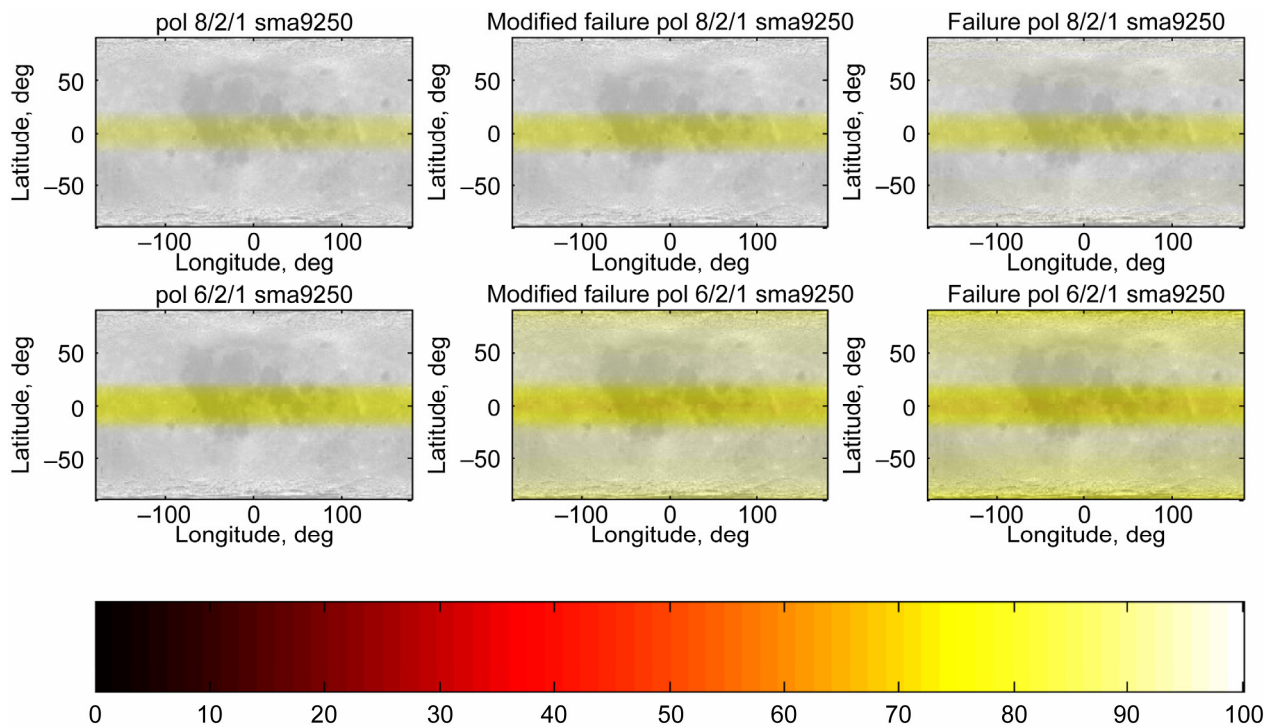 pol 8/2/1 sma9250 Modified failure pol 8/2/1 sma9250 Failure pol 8/2/1 sma9250
Latitude, deg Latitude, deg Latitude, deg
50 50 50
0 0 0
–50 –50 –50
–100 0 100 –100 0 100 –100 0 100
Longitude, deg Longitude, deg Longitude, deg
pol 6/2/1 sma9250 Modified failure pol 6/2/1 sma9250 Failure pol 6/2/1 sma9250
Latitude, deg Latitude, deg Latitude, deg
50 50 50
0 0 0
–50 –50 –50
–100 0 100 –100 0 100 –100 0 100
Longitude, deg Longitude, deg Longitude, deg
0 10 20 30 40 50 60 70 80 90 100